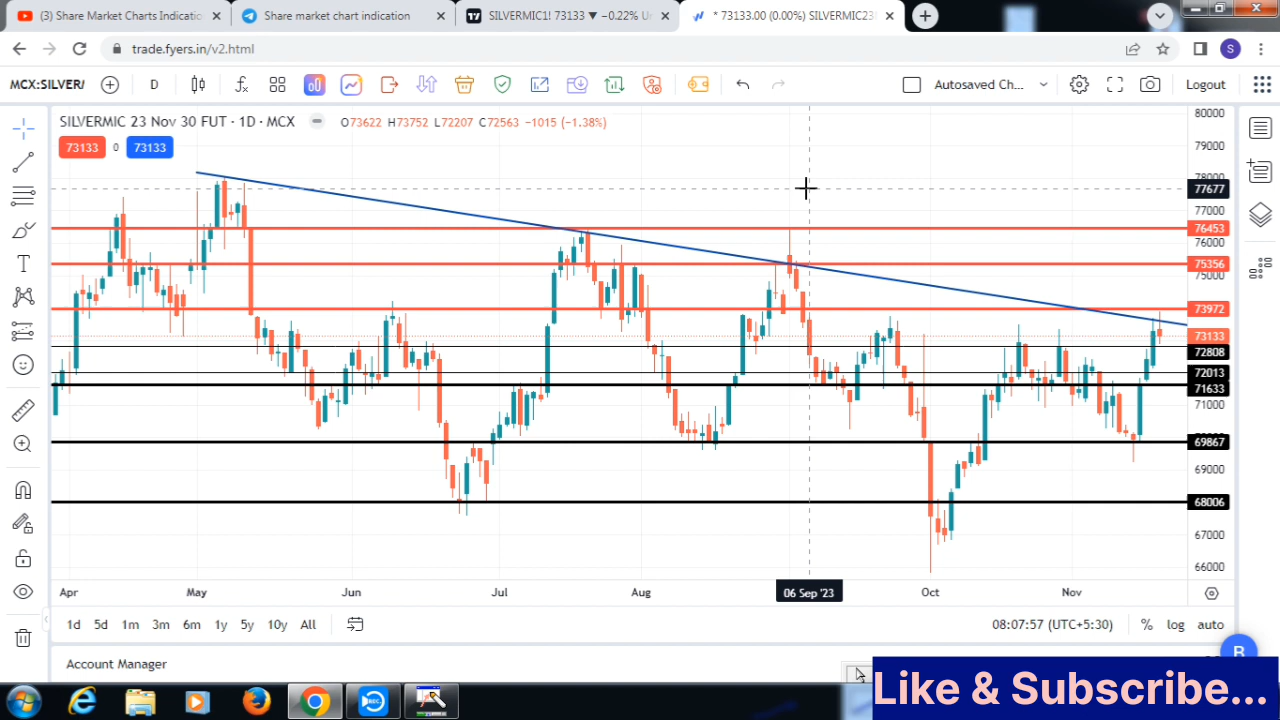 (3) Share Market Charts Indicatio
Share market chart indication
SILVERMIC1! 73133 ▼ −0.22% Un
* 73133.00 (0.00%) SILVERMIC23
trade.fyers.in/v2.html
S
MCX:SILVER/
D
Autosaved Ch...
Logout
SILVERMIC 23 Nov 30 FUT · 1D · MCX
O73622 H73752 L72207 C72563 −1015 (−1.38%)
73133
0
73133
80000
79000
78000
77677
77000
76453
76000
75356
75000
73972
73133
72808
72013
71633
71000
69867
69000
68006
67000
66000
Apr
May
Jun
Jul
Aug
06 Sep '23
Oct
Nov
1d
5d
1m
3m
6m
1y
5y
10y
All
08:07:57 (UTC+5:30)
%
log
auto
Account Manager
Like & Subscribe...